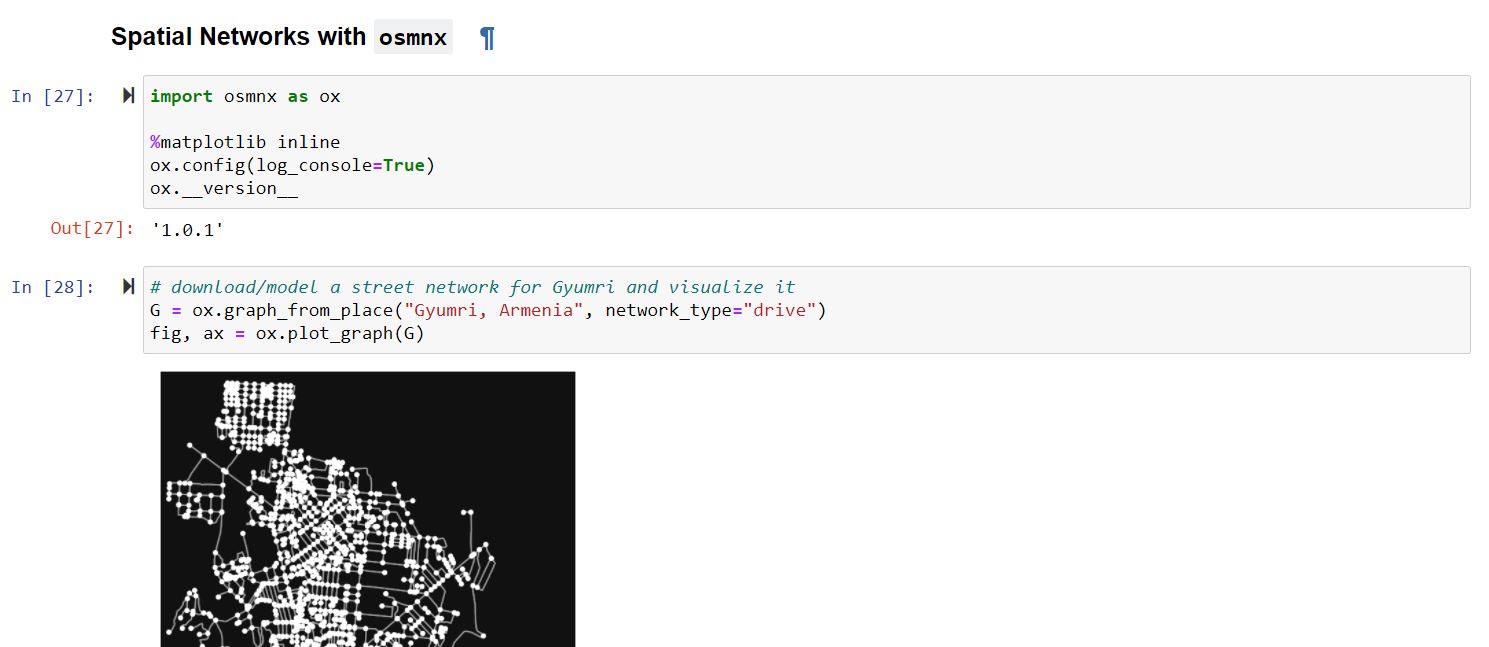 Spatial Networks with osmnx ¶
In [27]:
import osmnx as ox
%matplotlib inline
ox.config(log_console=True)
ox.__version__
Out[27]: '1.0.1'
In [28]:
# download/model a street network for Gyumri and visualize it
G = ox.graph_from_place("Gyumri, Armenia", network_type="drive")
fig, ax = ox.plot_graph(G)